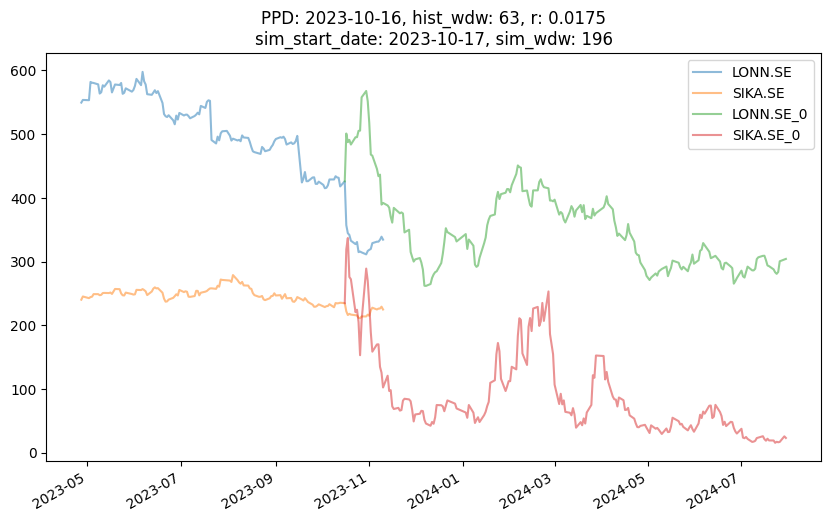 PPD: 2023-10-16, hist_wdw: 63, r: 0.0175
sim_start_date: 2023-10-17, sim_wdw: 196
LONN.SE
SIKA.SE
LONN.SE_0
SIKA.SE_0
600
500
400
300
200
100
0
2023-05
2023-07
2023-09
2023-11
2024-01
2024-03
2024-05
2024-07